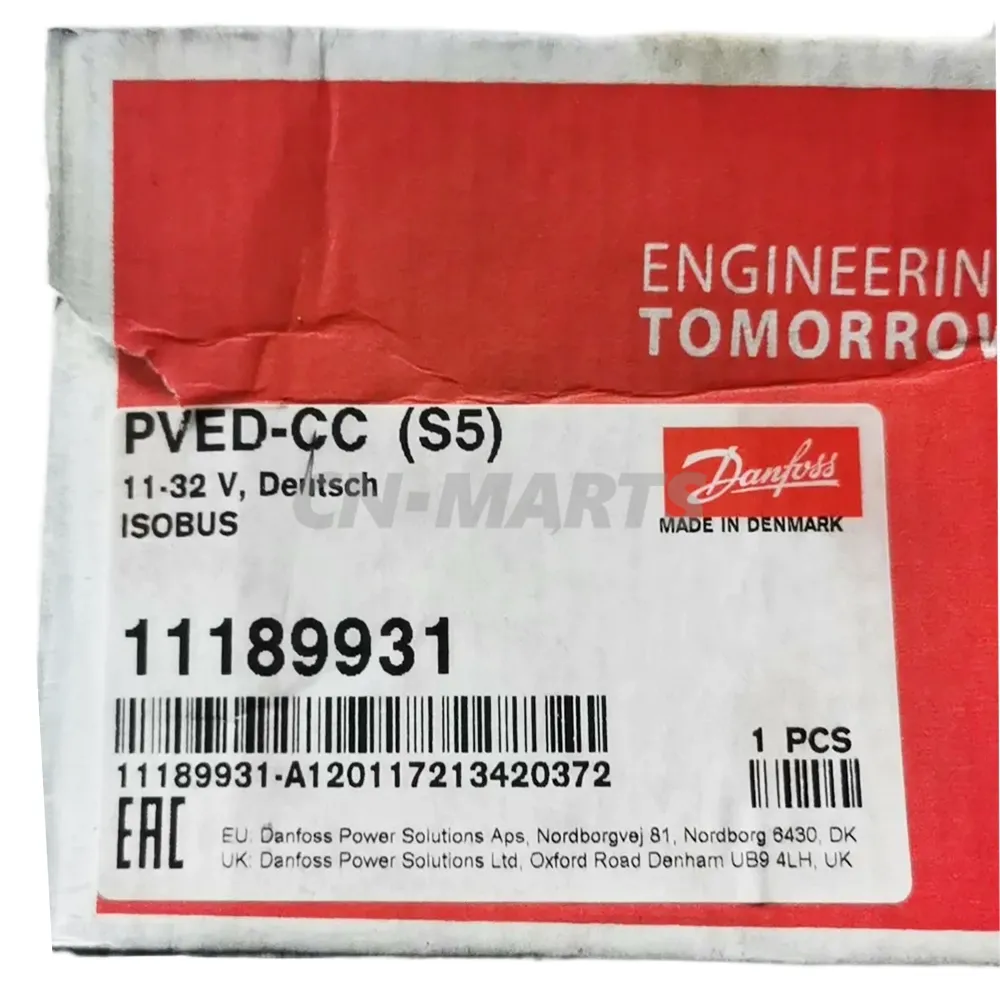 ENGINEERIN
TOMORROW
PVED-CC (S5)
11-32 V, Deutsch
ISOBUS
CN-MARTS
Danfoss
MADE IN DENMARK
11189931
1 PCS
11189931-A120117213420372
EAC
EU: Danfoss Power Solutions Aps, Nordborgvej 81, Nordborg 6430, DK
UK: Danfoss Power Solutions Ltd, Oxford Road Denham UB9 4LH, UK